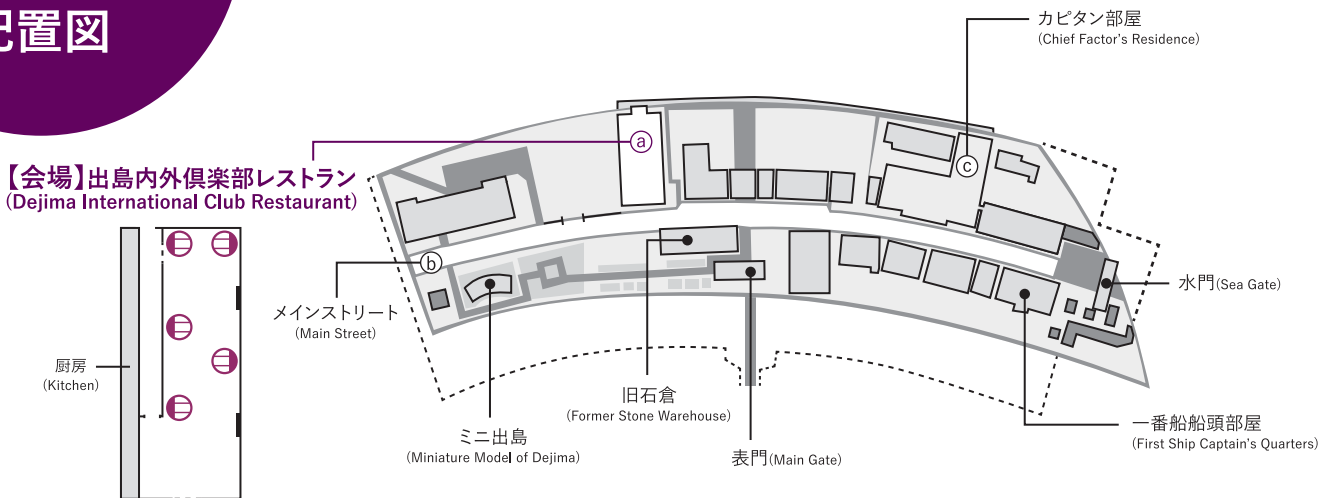 配置図
カピタン部屋
(Chief Factor's Residence)
a
c
【会場】出島内外倶楽部レストラン
(Dejima International Club Restaurant)
b
メインストリート
(Main Street)
水門(Sea Gate)
厨房
(Kitchen)
旧石倉
(Former Stone Warehouse)
ミニ出島
(Miniature Model of Dejima)
表門(Main Gate)
一番船船頭部屋
(First Ship Captain's Quarters)